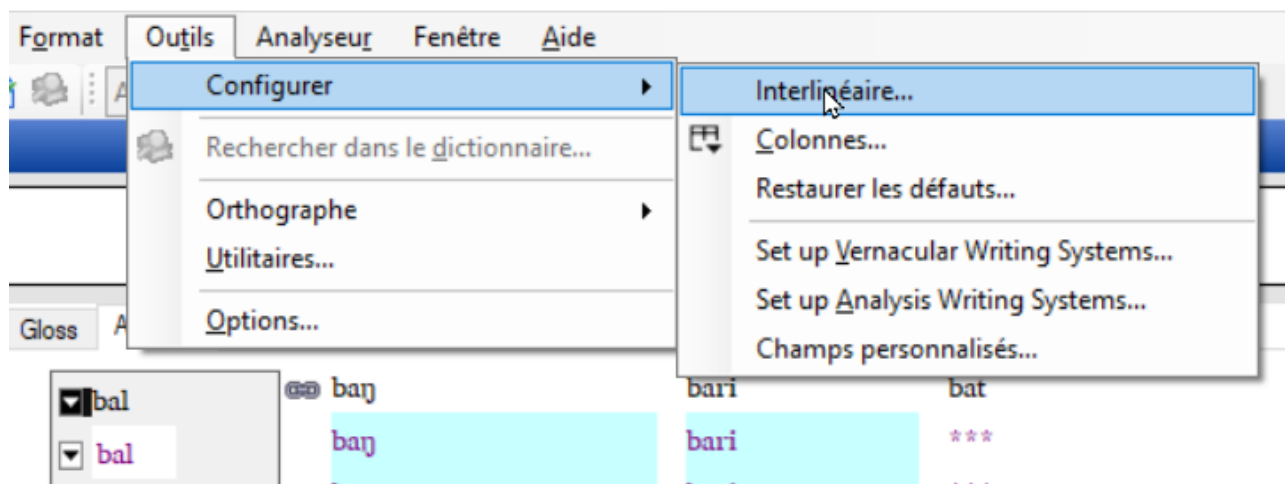 Format Outils Analyseur Fenêtre Aide
A
Configurer
Rechercher dans le dictionnaire...
Orthographe
Utilitaires...
Options...
Interlinéaire...
Colonnes...
Restaurer les défauts...
Set up Vernacular Writing Systems...
Set up Analysis Writing Systems...
Champs personnalisés...
Gloss A
bal baŋ bari bat
bal baŋ bari ***